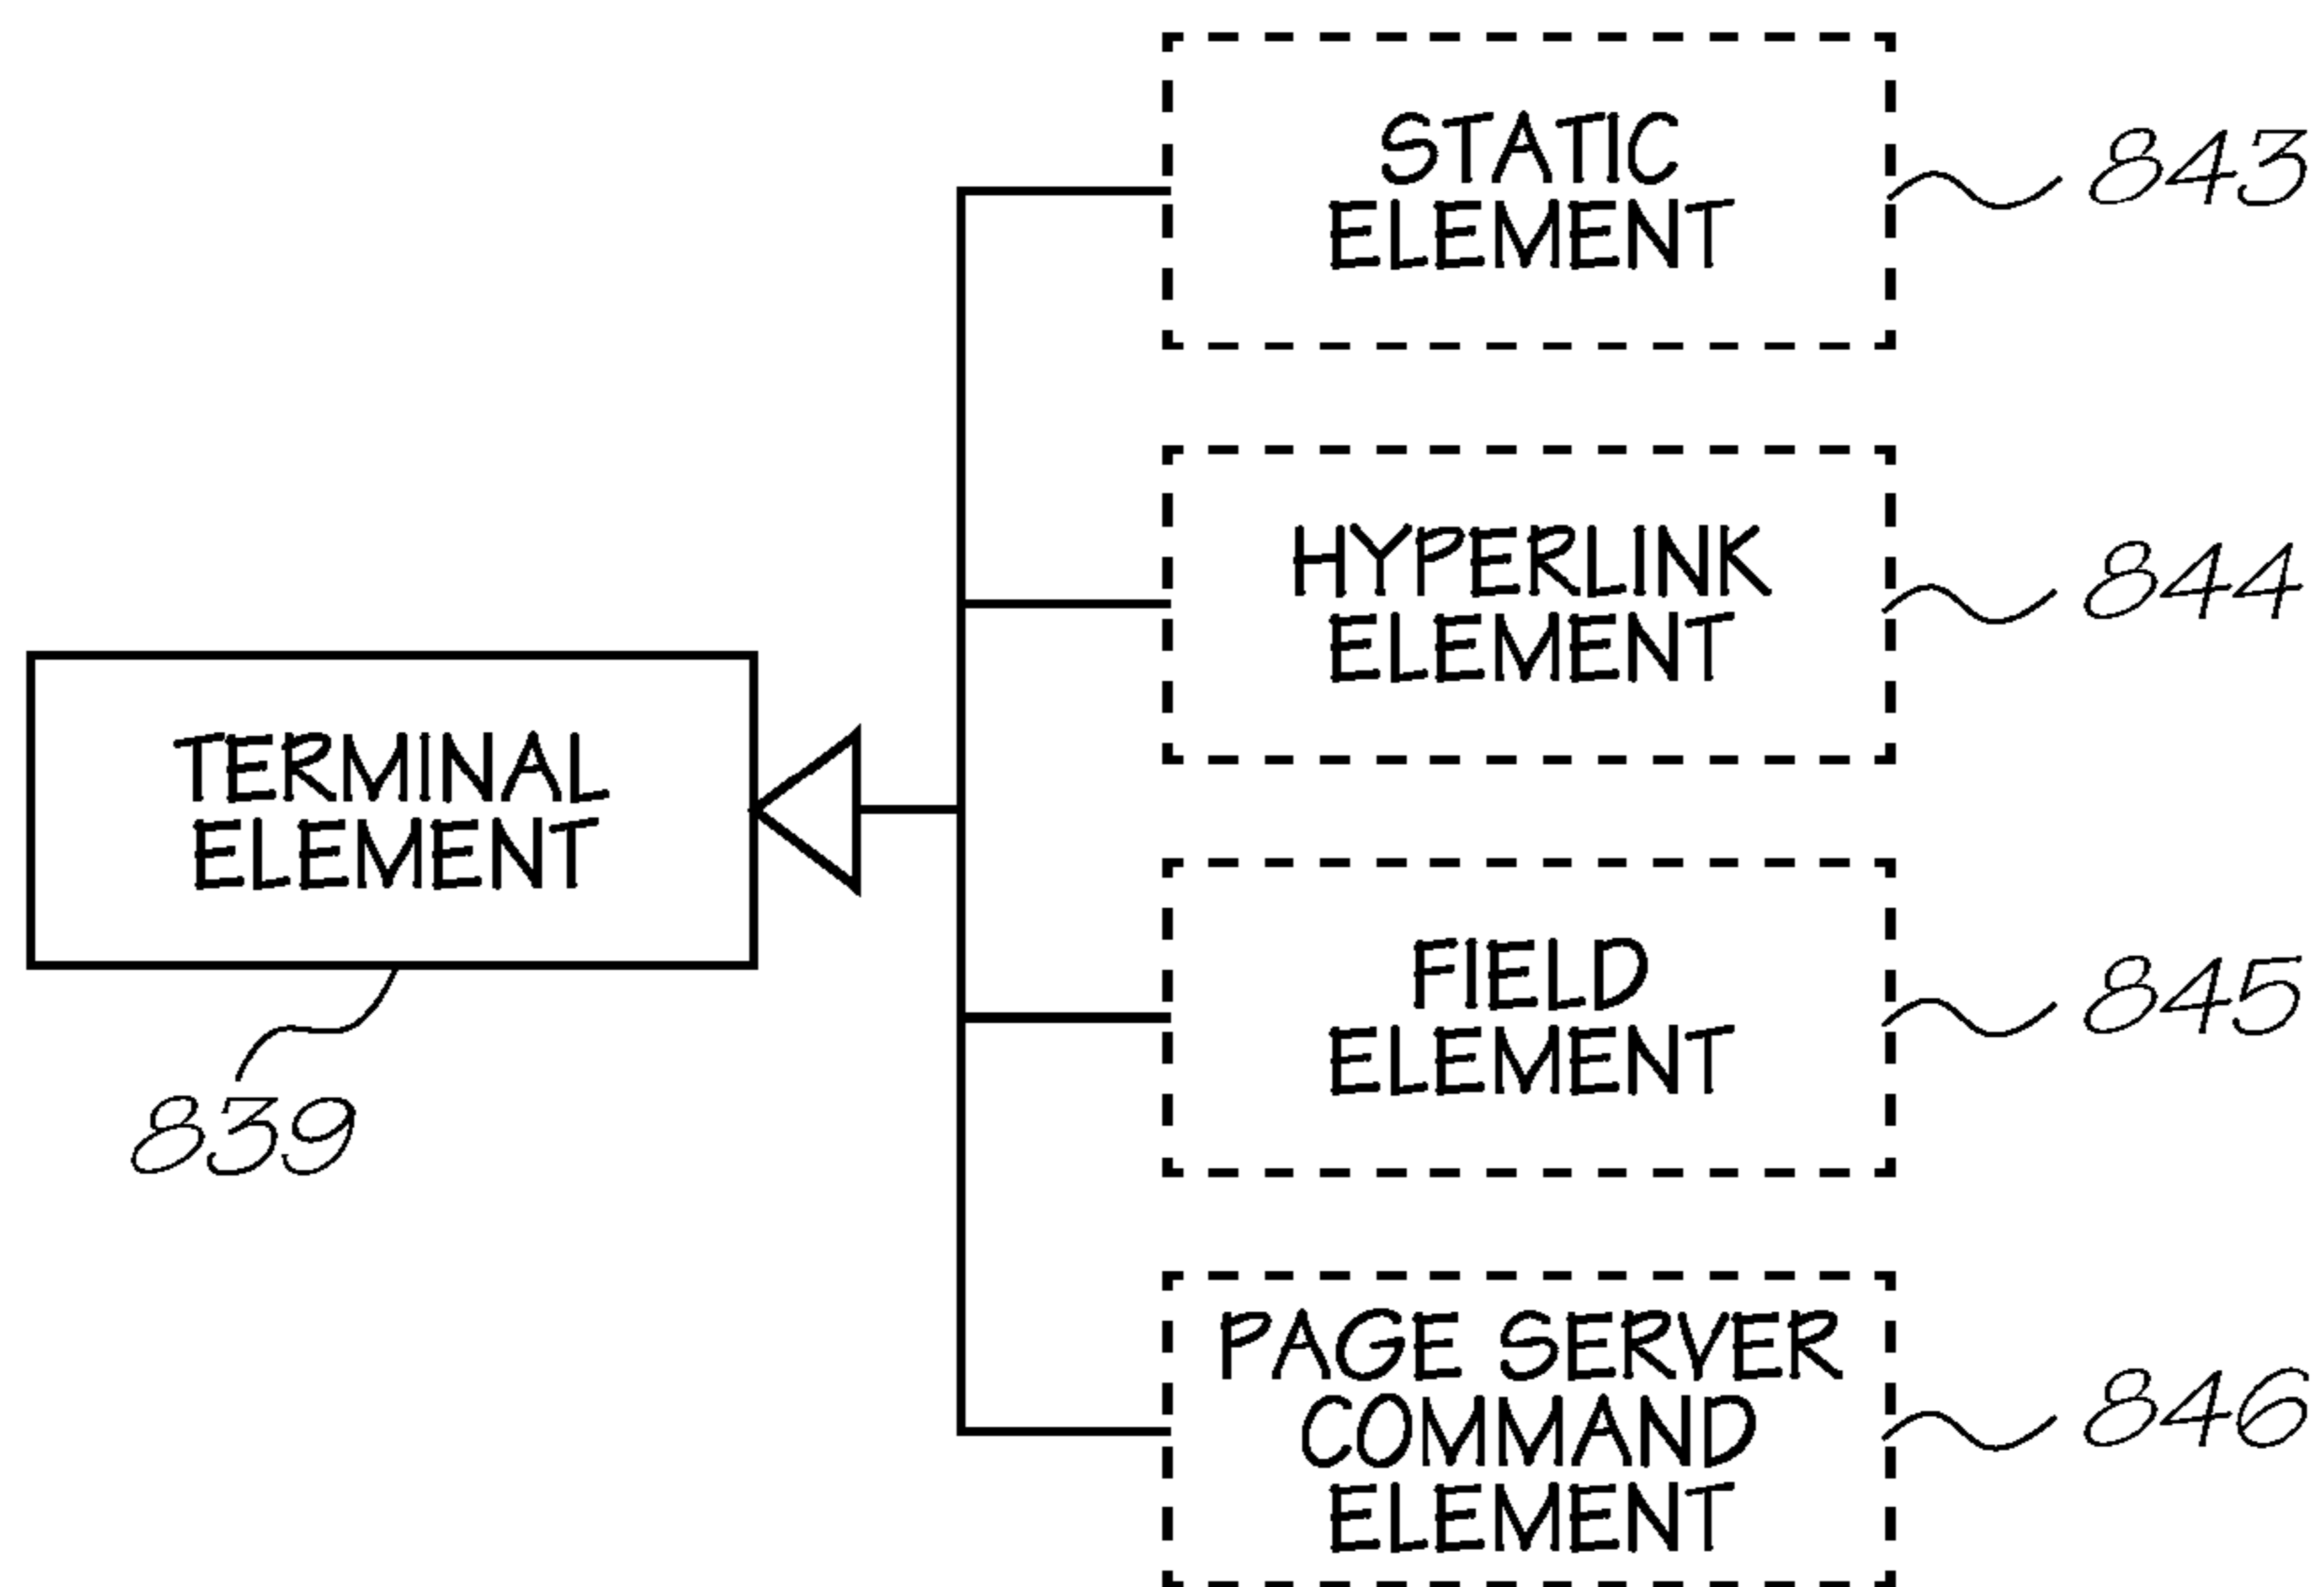 STATIC
ELEMENT
843
HYPERLINK
ELEMENT
844
TERMINAL
ELEMENT
839
FIELD
ELEMENT
845
PAGE SERVER
COMMAND
ELEMENT
846